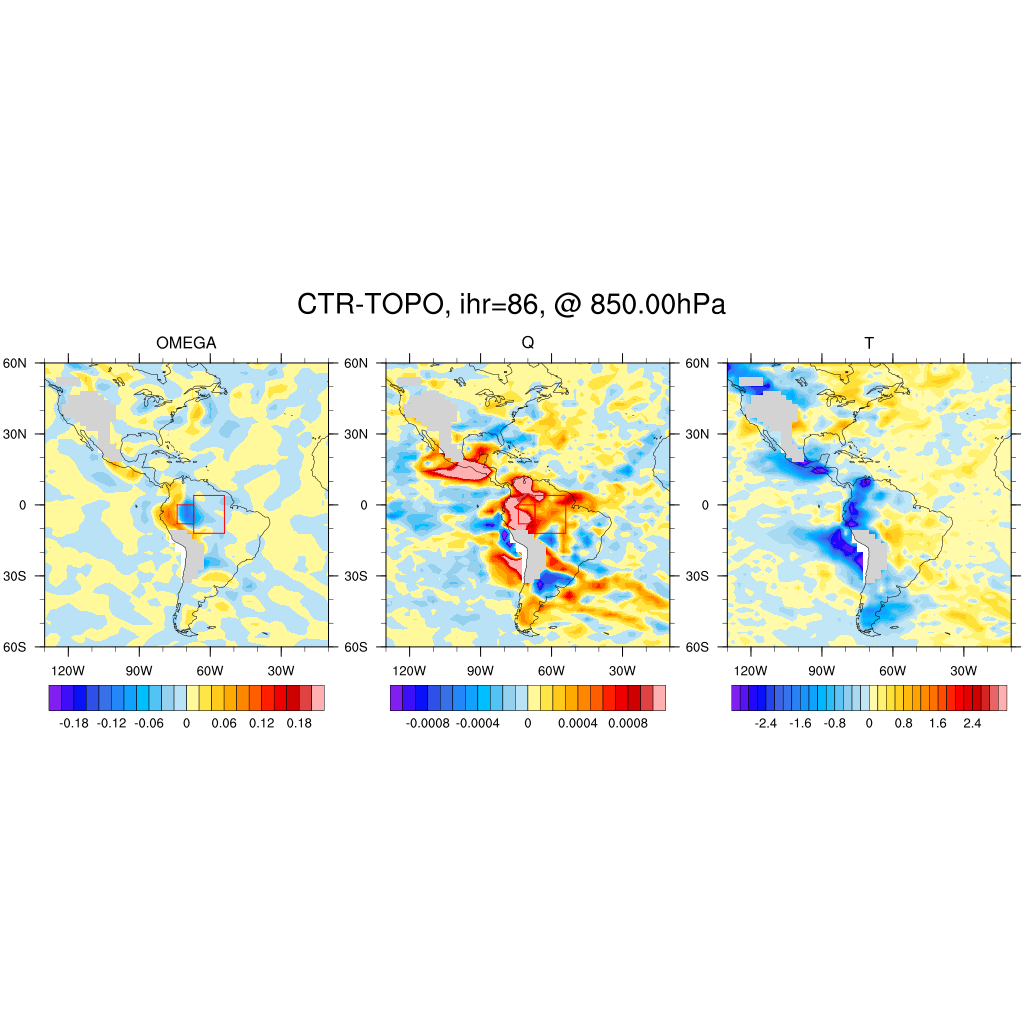 CTR-TOPO, ihr=86, @ 850.00hPa
OMEGA
Q
T
60N
30N
0
30S
60S
120W 90W 60W 30W
60N
30N
0
30S
60S
120W 90W 60W 30W
60N
30N
0
30S
60S
120W 90W 60W 30W
-0.18 -0.12 -0.06 0 0.06 0.12 0.18
-0.0008 -0.0004 0 0.0004 0.0008
-2.4 -1.6 -0.8 0 0.8 1.6 2.4